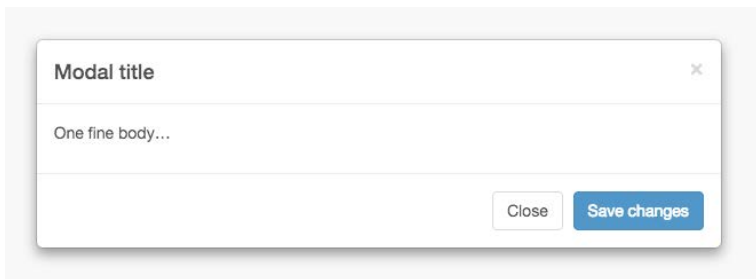 Modal title ×
One fine body…
Close Save changes